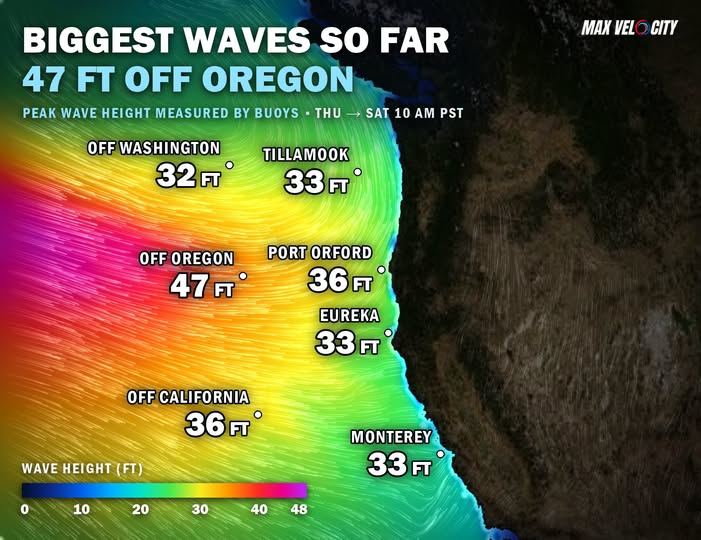 MAX VELOCITY
BIGGEST WAVES SO FAR
47 FT OFF OREGON
PEAK WAVE HEIGHT MEASURED BY BUOYS • THU → SAT 10 AM PST
OFF WASHINGTON
32 FT
TILLAMOOK
33 FT
OFF OREGON
47 FT
PORT ORFORD
36 FT
EUREKA
33 FT
OFF CALIFORNIA
36 FT
MONTEREY
33 FT
WAVE HEIGHT (FT)
0 10 20 30 40 48